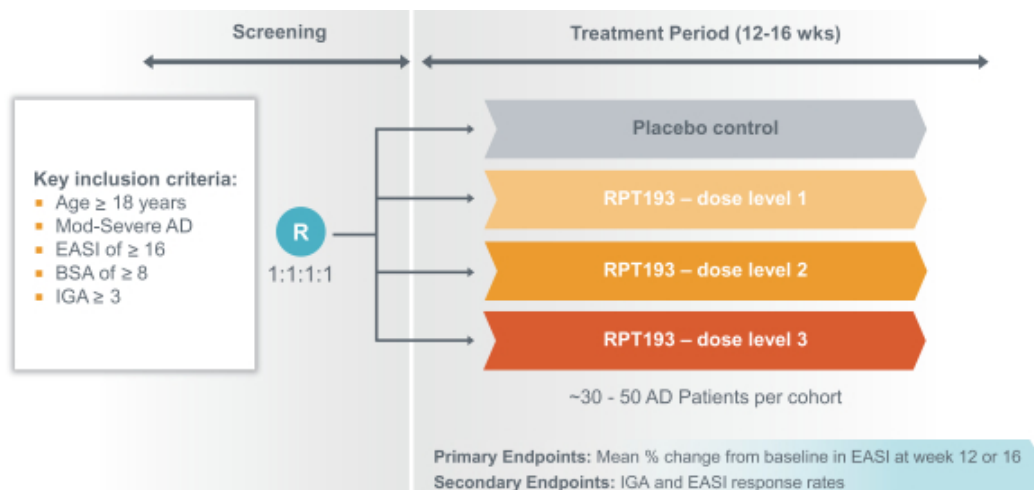 Screening
Treatment Period (12-16 wks)
Key inclusion criteria:
Age ≥ 18 years
Mod-Severe AD
EASI of ≥ 16
BSA of ≥ 8
IGA ≥ 3
R
1:1:1:1
Placebo control
RPT193 – dose level 1
RPT193 – dose level 2
RPT193 – dose level 3
~30 - 50 AD Patients per cohort
Primary Endpoints: Mean % change from baseline in EASI at week 12 or 16
Secondary Endpoints: IGA and EASI response rates